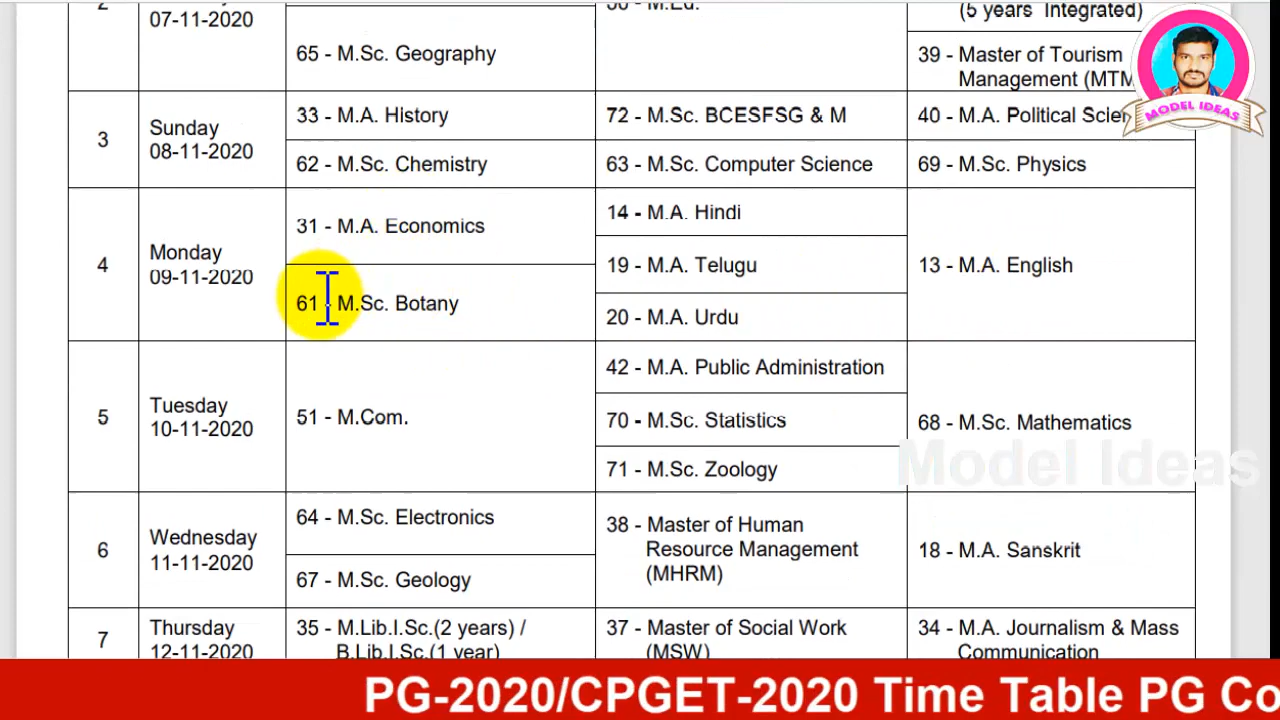 2
07-11-2020
(5 years Integrated)
65 - M.Sc. Geography
39 - Master of Tourism
Management (MTM
3
Sunday
08-11-2020
33 - M.A. History
72 - M.Sc. BCESFSG & M
40 - M.A. Political
62 - M.Sc. Chemistry
63 - M.Sc. Computer Science
69 - M.Sc. Physics
4
Monday
09-11-2020
31 - M.A. Economics
61 - M.Sc. Botany
14 - M.A. Hindi
19 - M.A. Telugu
20 - M.A. Urdu
13 - M.A. English
5
Tuesday
10-11-2020
51 - M.Com.
42 - M.A. Public Administration
70 - M.Sc. Statistics
71 - M.Sc. Zoology
68 - M.Sc. Mathematics
6
Wednesday
11-11-2020
64 - M.Sc. Electronics
67 - M.Sc. Geology
38 - Master of Human
Resource Management
(MHRM)
18 - M.A. Sanskrit
7
Thursday
12-11-2020
35 - M.Lib.I.Sc.(2 years) /
B.Lib.I.Sc.(1 year)
37 - Master of Social Work
(MSW)
34 - M.A. Journalism & Mass
Communication
MODEL IDEAS
Model Ideas
PG-2020/CPGET-2020 Time Table PG Co